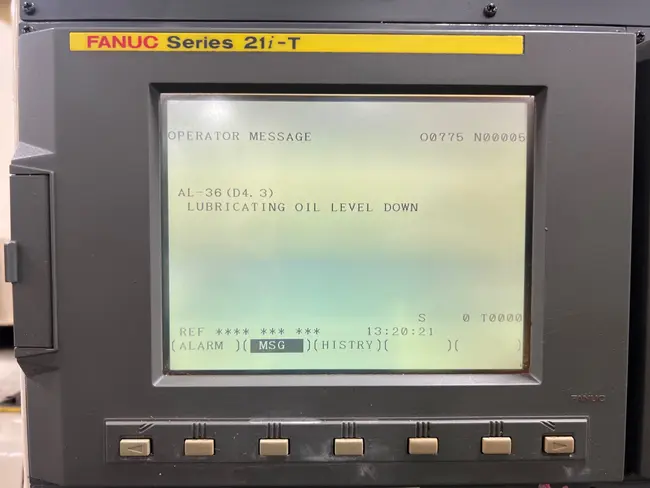 FANUC Series 21i-T
OPERATOR MESSAGE O0775 N00005
AL-36(D4.3)
LUBRICATING OIL LEVEL DOWN
S 0 T0000
REF **** *** *** 13:20:21
(ALARM )( MSG )(HISTRY)( )( )
FANUC